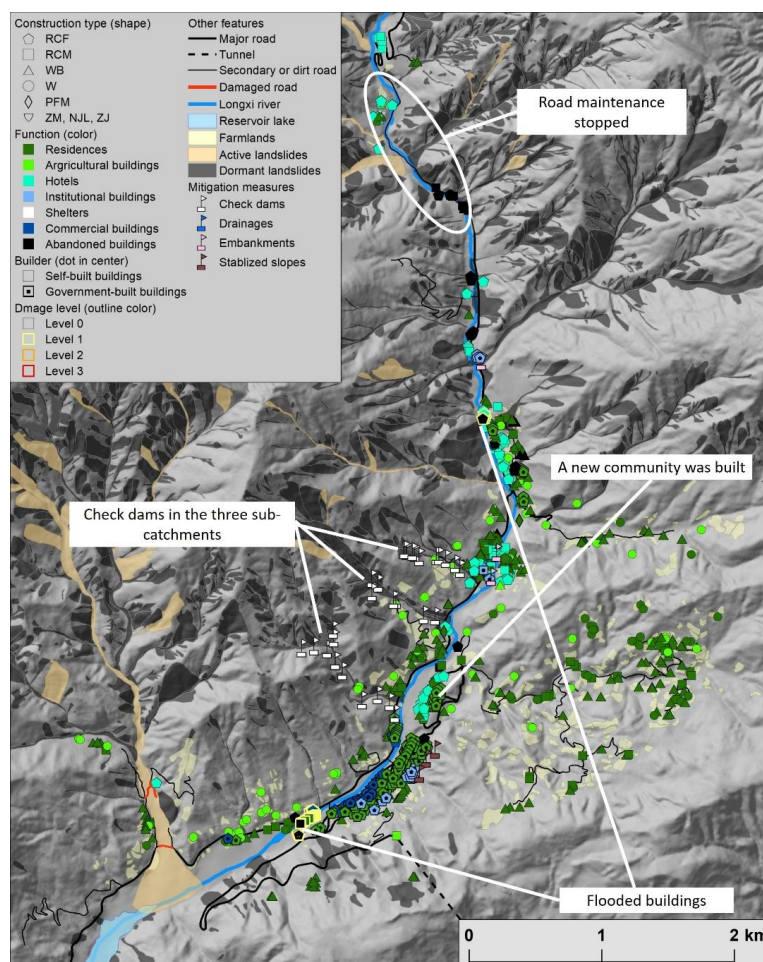 Construction type (shape)
RCF
RCM
WB
W
PFM
ZM, NJL, ZJ
Function (color)
Residences
Argricultural buildings
Hotels
Institutional buildings
Shelters
Commercial buildings
Abandoned buildings
Builder (dot in center)
Self-built buildings
Government-built buildings
Dmage level (outline color)
Level 0
Level 1
Level 2
Level 3
Other features
Major road
Tunnel
Secondary or dirt road
Damaged road
Longxi river
Reservoir lake
Farmlands
Active landslides
Dormant landslides
Mitigation measures
Check dams
Drainages
Embankments
Stablized slopes
Road maintenance
stopped
A new community was built
Check dams in the three sub-
catchments
Flooded buildings
0 1 2 km